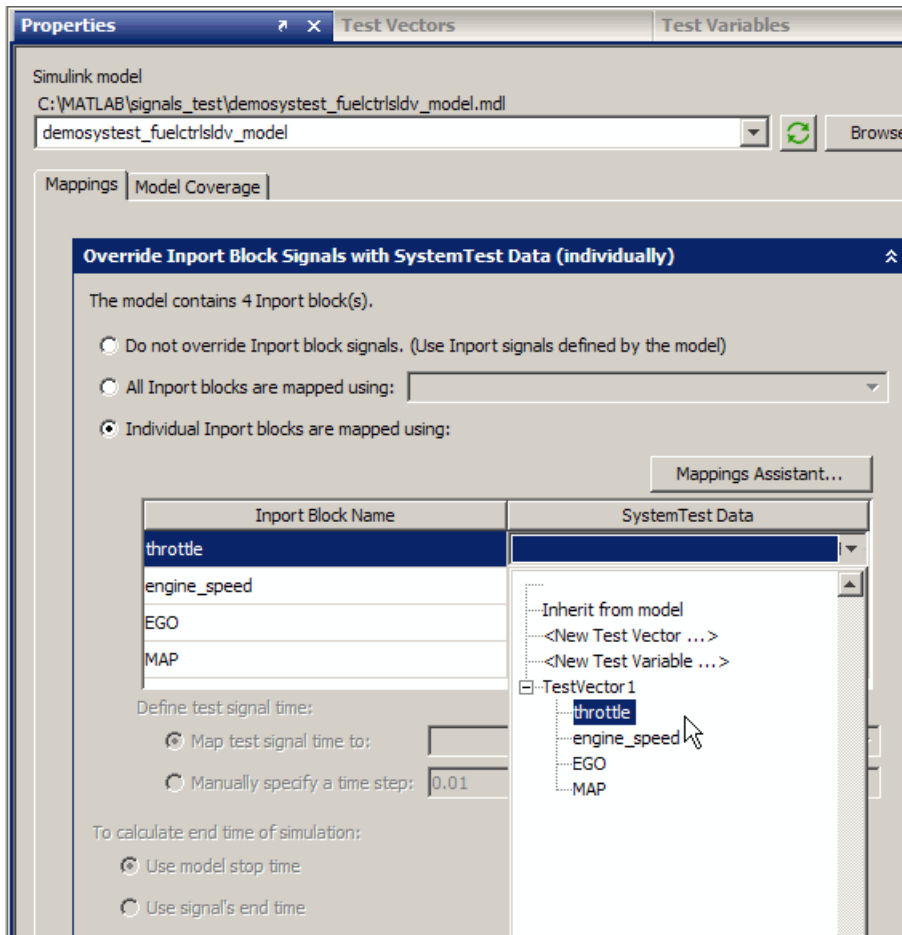 Properties
Test Vectors
Test Variables
Simulink model
C:\MATLAB\signals_test\demosystest_fuelctrlsldv_model.mdl
demosystest_fuelctrlsldv_model
Browse
Mappings
Model Coverage
Override Inport Block Signals with SystemTest Data (individually)
The model contains 4 Inport block(s).
Do not override Inport block signals. (Use Inport signals defined by the model)
All Inport blocks are mapped using:
Individual Inport blocks are mapped using:
Mappings Assistant...
Inport Block Name
SystemTest Data
throttle
engine_speed
EGO
MAP
Inherit from model
<New Test Vector ...>
<New Test Variable ...>
TestVector1
throttle
engine_speed
EGO
MAP
Define test signal time:
Map test signal time to:
Manually specify a time step:
0.01
To calculate end time of simulation:
Use model stop time
Use signal's end time